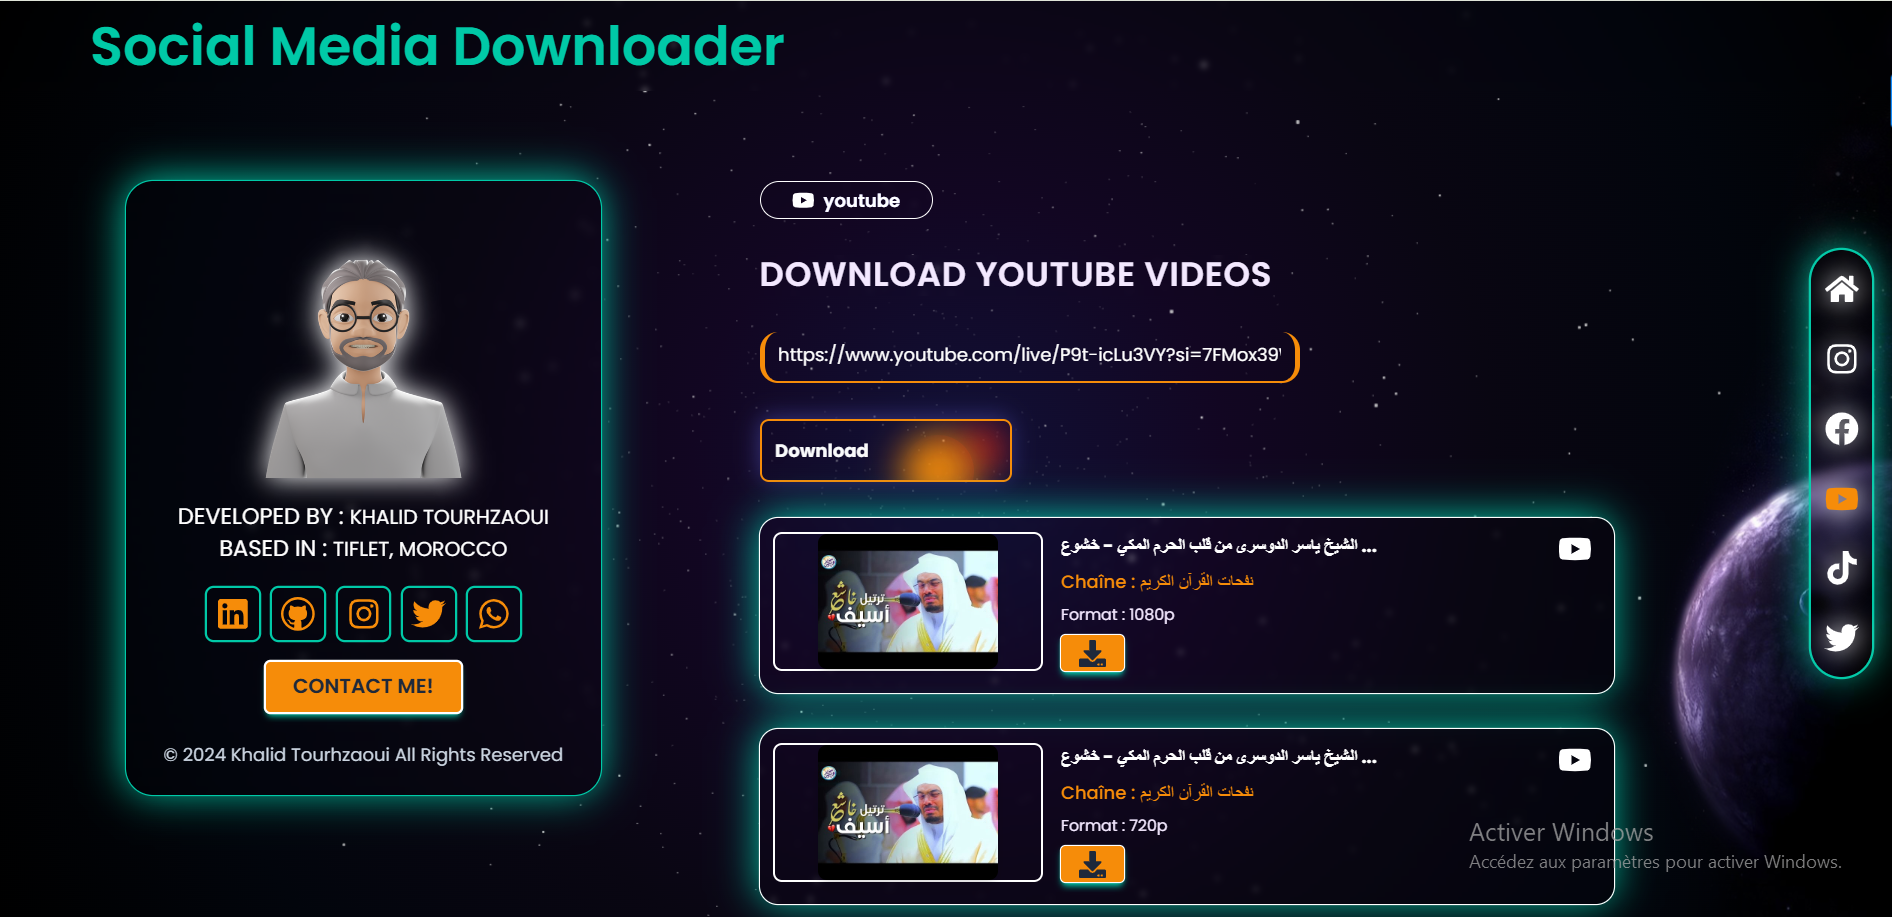 Social Media Downloader
youtube
DOWNLOAD YOUTUBE VIDEOS
https://www.youtube.com/live/P9t-icLu3VY?si=7FMox39
Download
DEVELOPED BY : KHALID TOURHZAOUI
BASED IN : TIFLET, MOROCCO
CONTACT ME!
© 2024 Khalid Tourhzaoui All Rights Reserved
ترتيل خاشع
أسيف
الشيخ ياسر الدوسرى من قلب الحرم المكي – خشوع ...
Chaîne : نفحات القرآن الكريم
Format : 1080p
ترتيل خاشع
أسيف
الشيخ ياسر الدوسرى من قلب الحرم المكي – خشوع ...
Chaîne : نفحات القرآن الكريم
Format : 720p
Activer Windows
Accédez aux paramètres pour activer Windows.